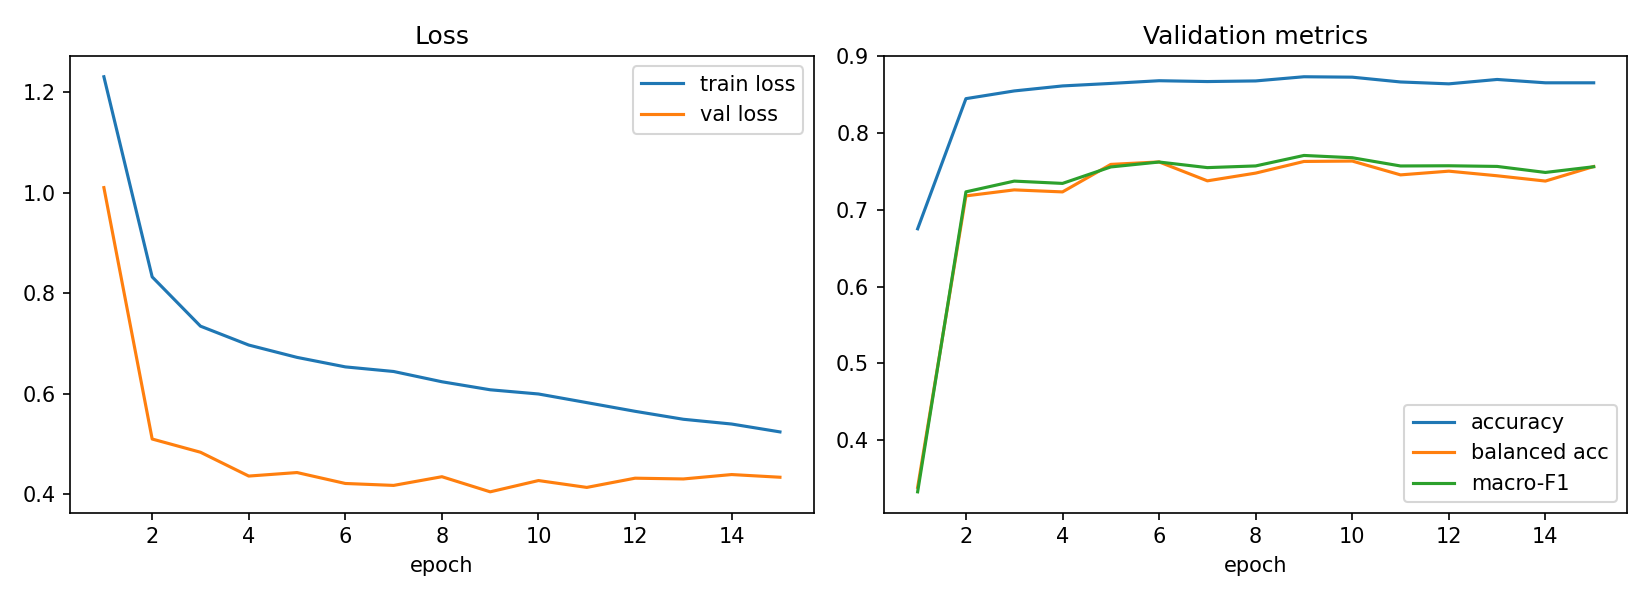 Loss
1.2
1.0
0.8
0.6
0.4
2 4 6 8 10 12 14
epoch
train loss
val loss
Validation metrics
0.9
0.8
0.7
0.6
0.5
0.4
2 4 6 8 10 12 14
epoch
accuracy
balanced acc
macro-F1